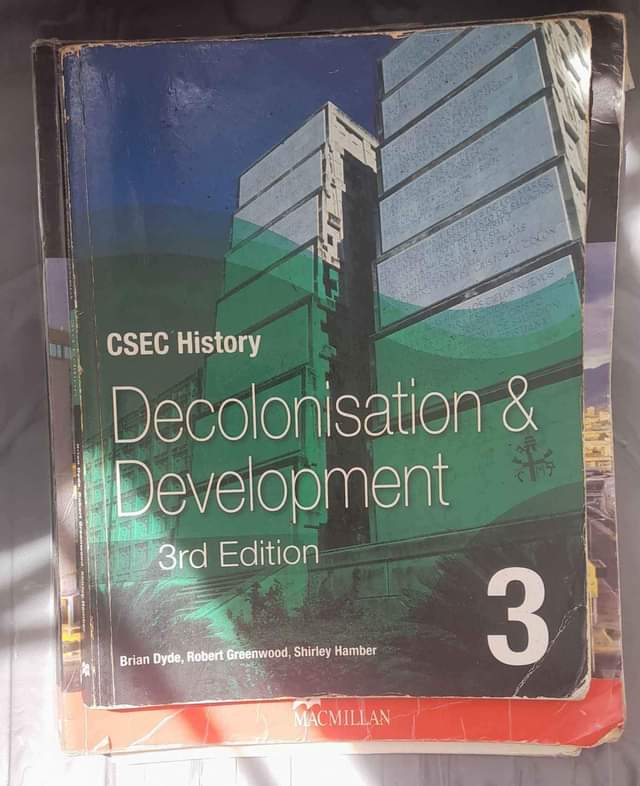 CSEC History
Decolonisation &
Development
3rd Edition
3
Brian Dyde, Robert Greenwood, Shirley Hamber
MACMILLAN